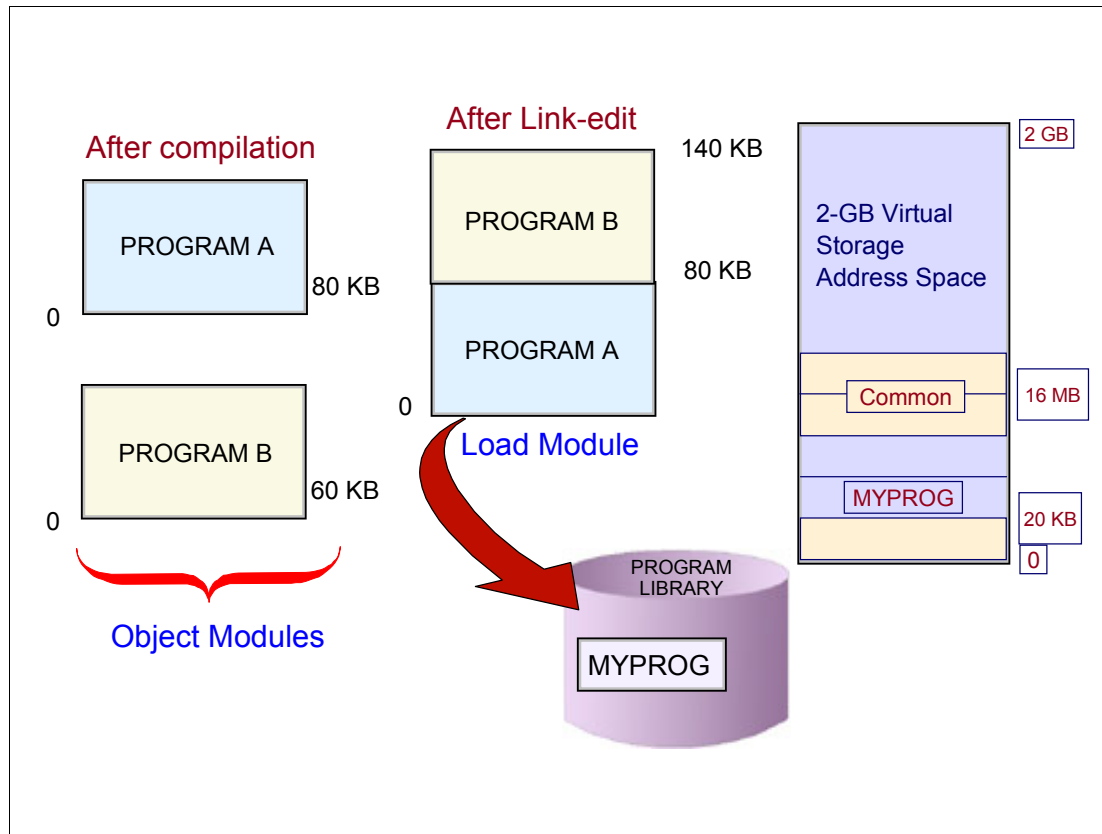 After compilation
PROGRAM A
80 KB
0
PROGRAM B
60 KB
0
Object Modules
After Link-edit
140 KB
PROGRAM B
80 KB
PROGRAM A
0
Load Module
PROGRAM
LIBRARY
MYPROG
2 GB
2-GB Virtual
Storage
Address Space
Common
16 MB
MYPROG
20 KB
0